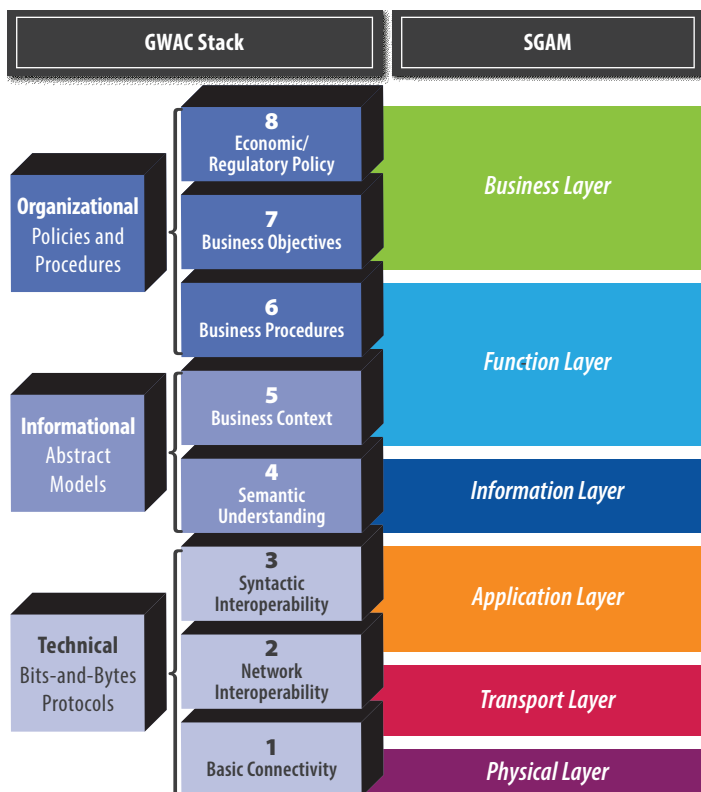 GWAC Stack
SGAM
Organizational
Policies and
Procedures
8
Economic/
Regulatory Policy
7
Business Objectives
6
Business Procedures
Business Layer
Function Layer
Informational
Abstract
Models
5
Business Context
4
Semantic
Understanding
Information Layer
Technical
Bits-and-Bytes
Protocols
3
Syntactic
Interoperability
2
Network
Interoperability
1
Basic Connectivity
Application Layer
Transport Layer
Physical Layer